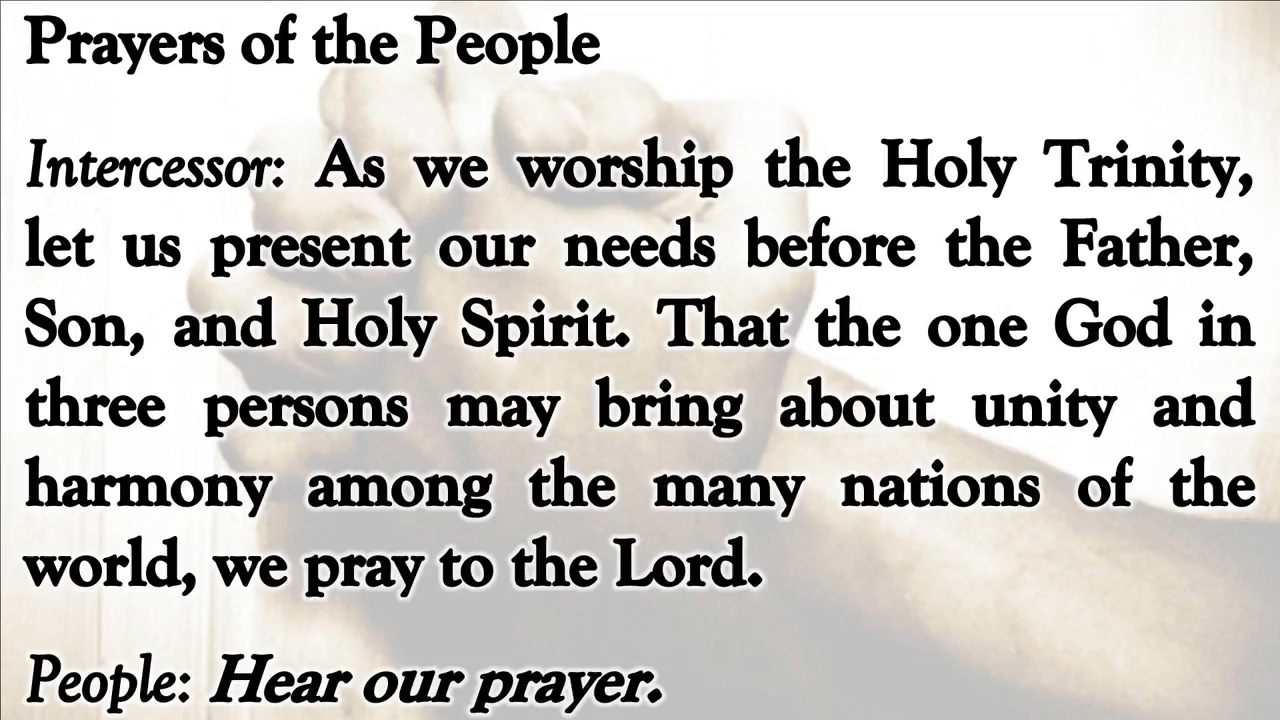 Prayers of the People
Intercessor: As we worship the Holy Trinity,
let us present our needs before the Father,
Son, and Holy Spirit. That the one God in
three persons may bring about unity and
harmony among the many nations of the
world, we pray to the Lord.
People: Hear our prayer.